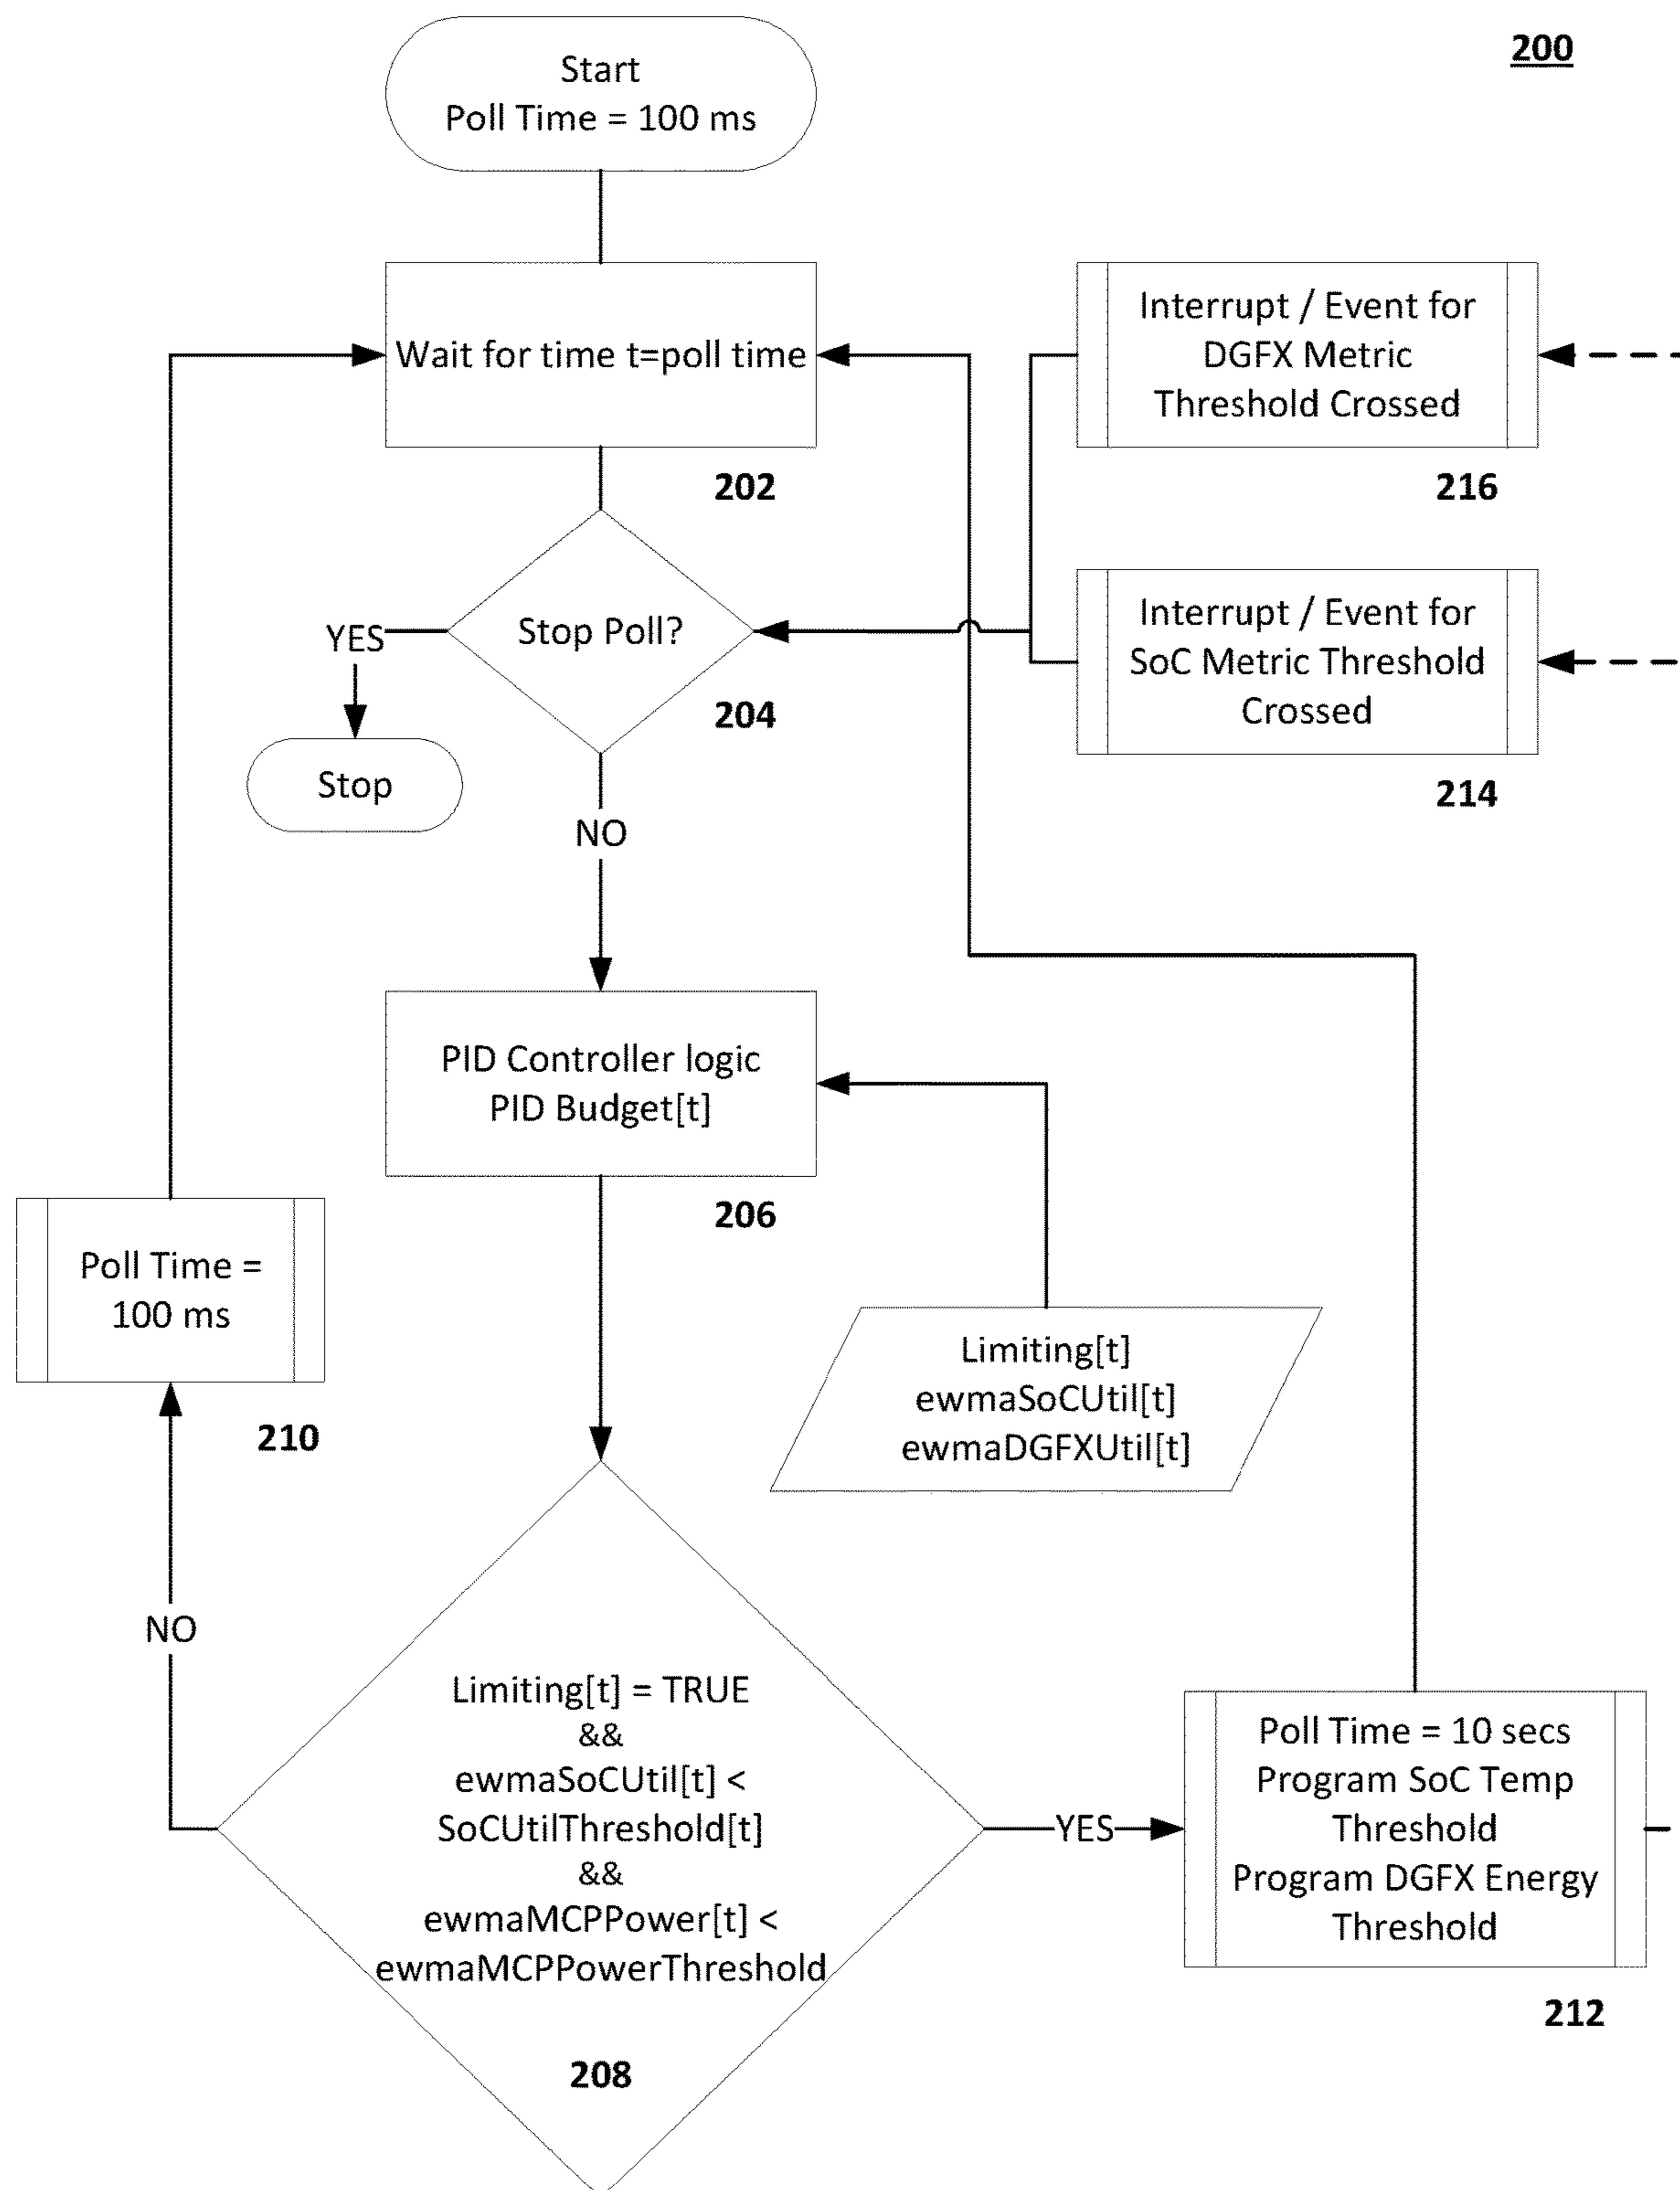 200
Start
Poll Time = 100 ms
Wait for time t=poll time
202
Interrupt / Event for
DGFX Metric
Threshold Crossed
216
Stop Poll?
YES
204
Interrupt / Event for
SoC Metric Threshold
Crossed
214
Stop
NO
PID Controller logic
PID Budget[t]
206
Poll Time =
100 ms
210
Limiting[t]
ewmaSoCUtil[t]
ewmaDGFXUtil[t]
NO
Limiting[t] = TRUE
&&
ewmaSoCUtil[t] <
SoCUtilThreshold[t]
&&
ewmaMCPPower[t] <
ewmaMCPPowerThreshold
208
YES
Poll Time = 10 secs
Program SoC Temp
Threshold
Program DGFX Energy
Threshold
212